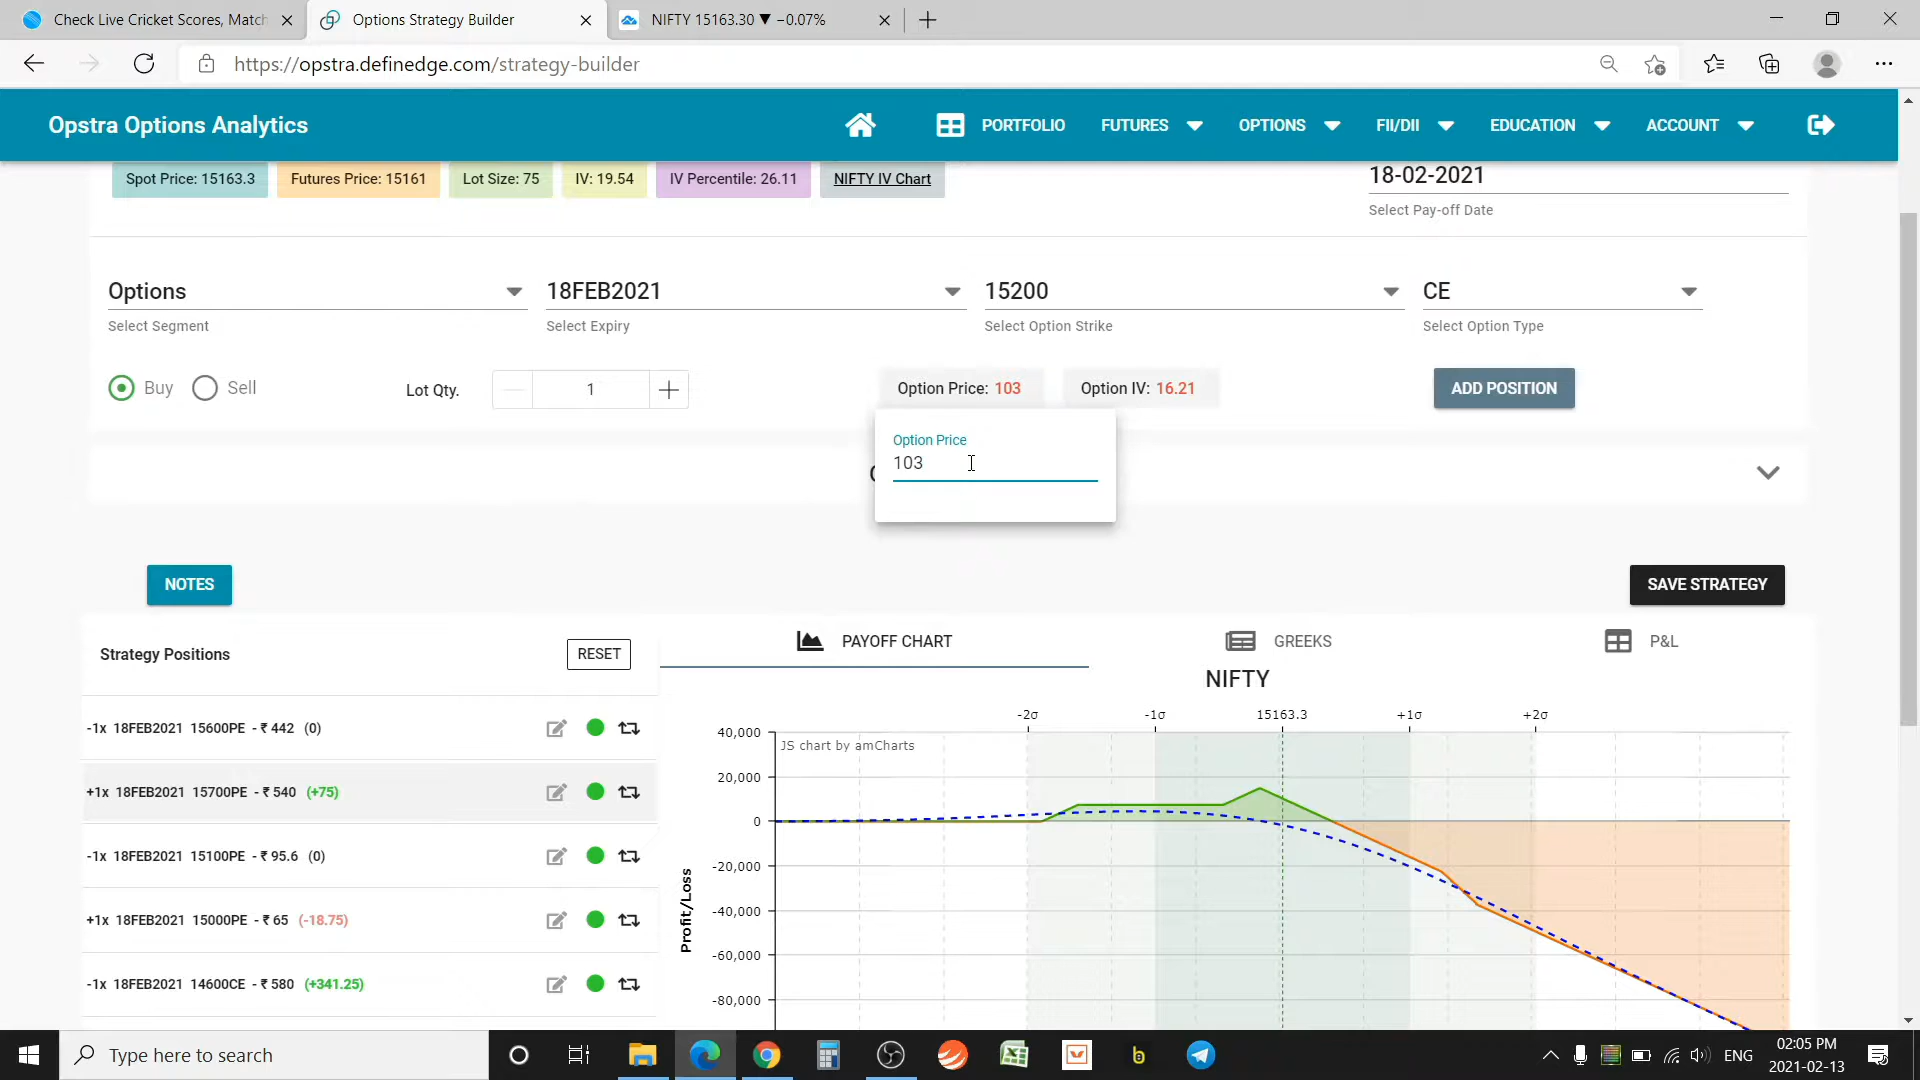 Check Live Cricket Scores, Match
Options Strategy Builder
NIFTY 15163.30 ▼ −0.07%
https://opstra.definedge.com/strategy-builder
Opstra Options Analytics
PORTFOLIO
FUTURES
OPTIONS
FII/DII
EDUCATION
ACCOUNT
Spot Price: 15163.3
Futures Price: 15161
Lot Size: 75
IV: 19.54
IV Percentile: 26.11
NIFTY IV Chart
18-02-2021
Select Pay-off Date
Options
18FEB2021
15200
CE
Select Segment
Select Expiry
Select Option Strike
Select Option Type
Buy
Sell
Lot Qty.
1
Option Price: 103
Option IV: 16.21
ADD POSITION
Option Price
103
NOTES
SAVE STRATEGY
Strategy Positions
RESET
PAYOFF CHART
GREEKS
P&L
NIFTY
-2σ
-1σ
15163.3
+1σ
+2σ
JS chart by amCharts
40,000
20,000
0
-20,000
-40,000
-60,000
-80,000
Profit/Loss
-1x 18FEB2021 15600PE - ₹ 442 (0)
+1x 18FEB2021 15700PE - ₹ 540 (+75)
-1x 18FEB2021 15100PE - ₹ 95.6 (0)
+1x 18FEB2021 15000PE - ₹ 65 (-18.75)
-1x 18FEB2021 14600CE - ₹ 580 (+341.25)
Type here to search
b
ENG
02:05 PM
2021-02-13